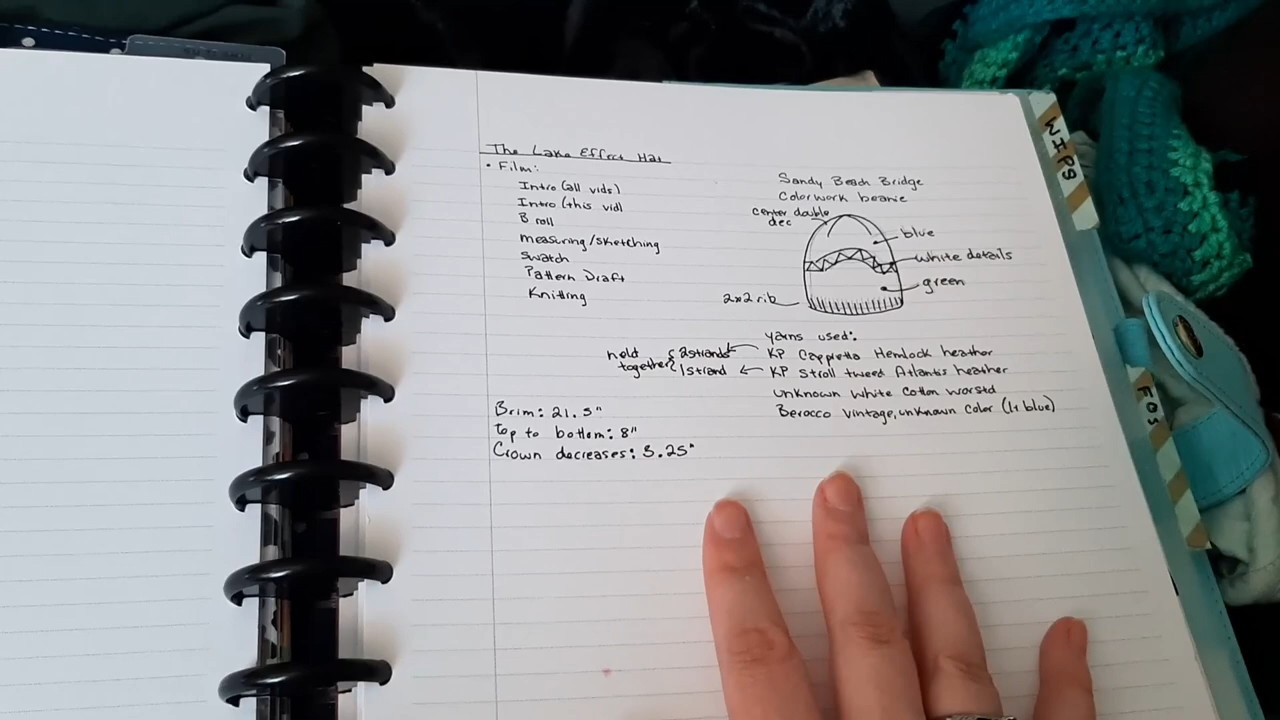 The Lake Effect Hat
• Film:
Intro (all vids)
Intro (this vid)
B roll
measuring/sketching
swatch
Pattern Draft
Knitting
Sandy Beach Bridge
Colorwork beanie
center double
dec
blue
white details
green
2x2 rib
yarns used:
hold
together
2 strands
KP Cappretta Hemlock heather
1 strand
KP Stroll tweed Atlantis heather
unknown white cotton worstd
Berocco vintage, unknown color (lt blue)
Brim: 21.5"
top to bottom: 8"
Crown decreases: 3.25"
WIPS
FOS